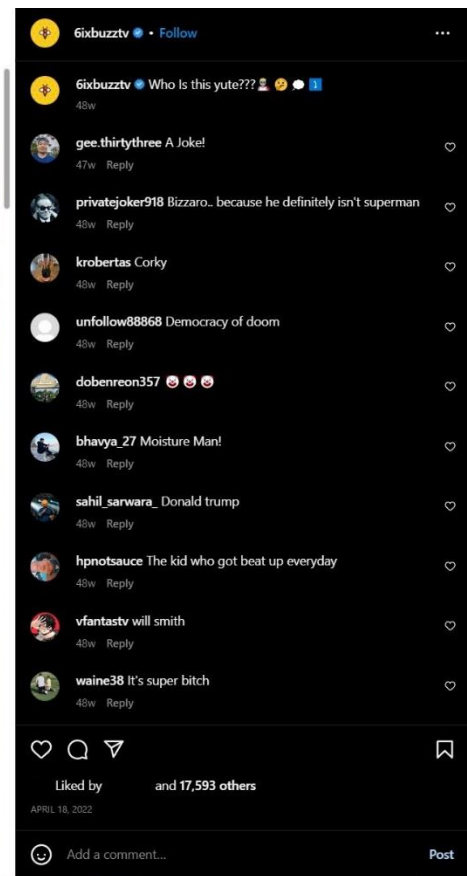 6ixbuzztv • Follow
6ixbuzztv Who Is this yute???
48w
gee.thirtythree A Joke!
47w Reply
privatejoker918 Bizzaro.. because he definitely isn't superman
48w Reply
krobertas Corky
48w Reply
unfollow88868 Democracy of doom
48w Reply
dobenreon357 🤡 🤡 🤡
48w Reply
bhavya_27 Moisture Man!
48w Reply
sahil_sarwara_ Donald trump
48w Reply
hpnotsauce The kid who got beat up everyday
48w Reply
vfantastv will smith
48w Reply
waine38 It's super bitch
48w Reply
Liked by and 17,593 others
APRIL 18, 2022
Add a comment... Post